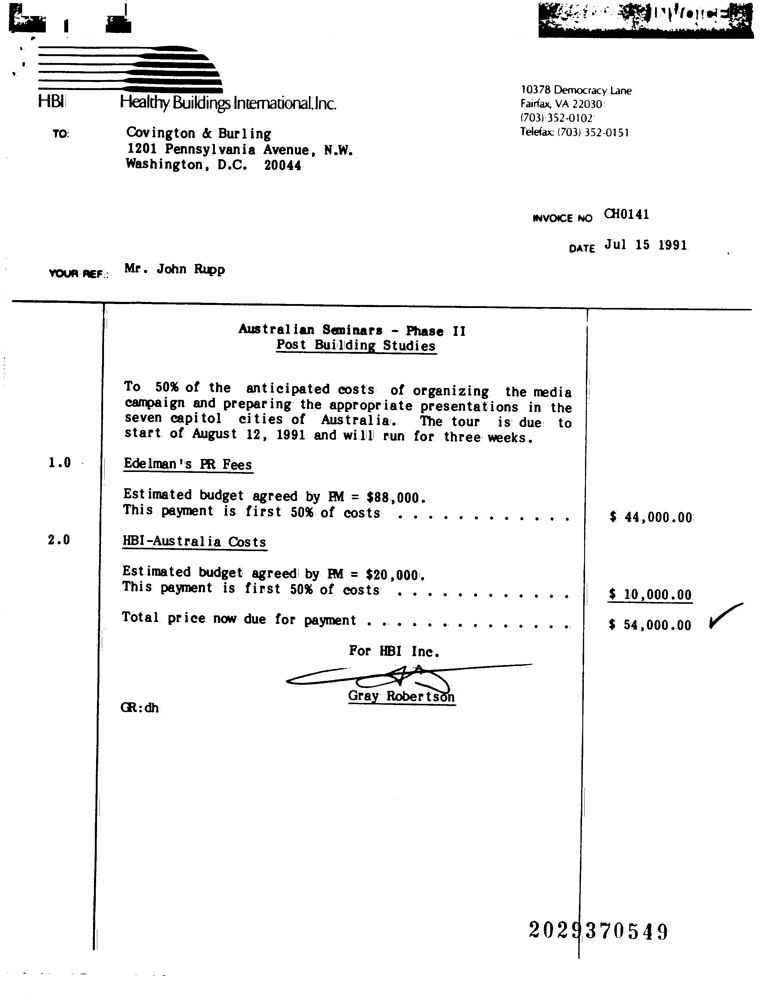 INVOICE
HBI Healthy Buildings International, Inc.
10378 Democracy Lane
Fairfax, VA 22030
(703) 352-0102
Telefax: (703) 352-0151
TO: Covington & Burling
1201 Pennsylvania Avenue, N.W.
Washington, D.C. 20044
INVOICE NO CH0141
DATE Jul 15 1991
YOUR REF.: Mr. John Rupp
Australian Seminars - Phase II
Post Building Studies
To 50% of the anticipated costs of organizing the media
campaign and preparing the appropriate presentations in the
seven capitol cities of Australia. The tour is due to
start of August 12, 1991 and will run for three weeks.
1.0 Edelman's PR Fees
Estimated budget agreed by PM = $88,000.
This payment is first 50% of costs . . . . . . . . . . . . $ 44,000.00
2.0 HBI-Australia Costs
Estimated budget agreed by PM = $20,000.
This payment is first 50% of costs . . . . . . . . . . . . $ 10,000.00
Total price now due for payment . . . . . . . . . . . . . . $ 54,000.00
For HBI Inc.
Gray Robertson
GR:dh
2029370549